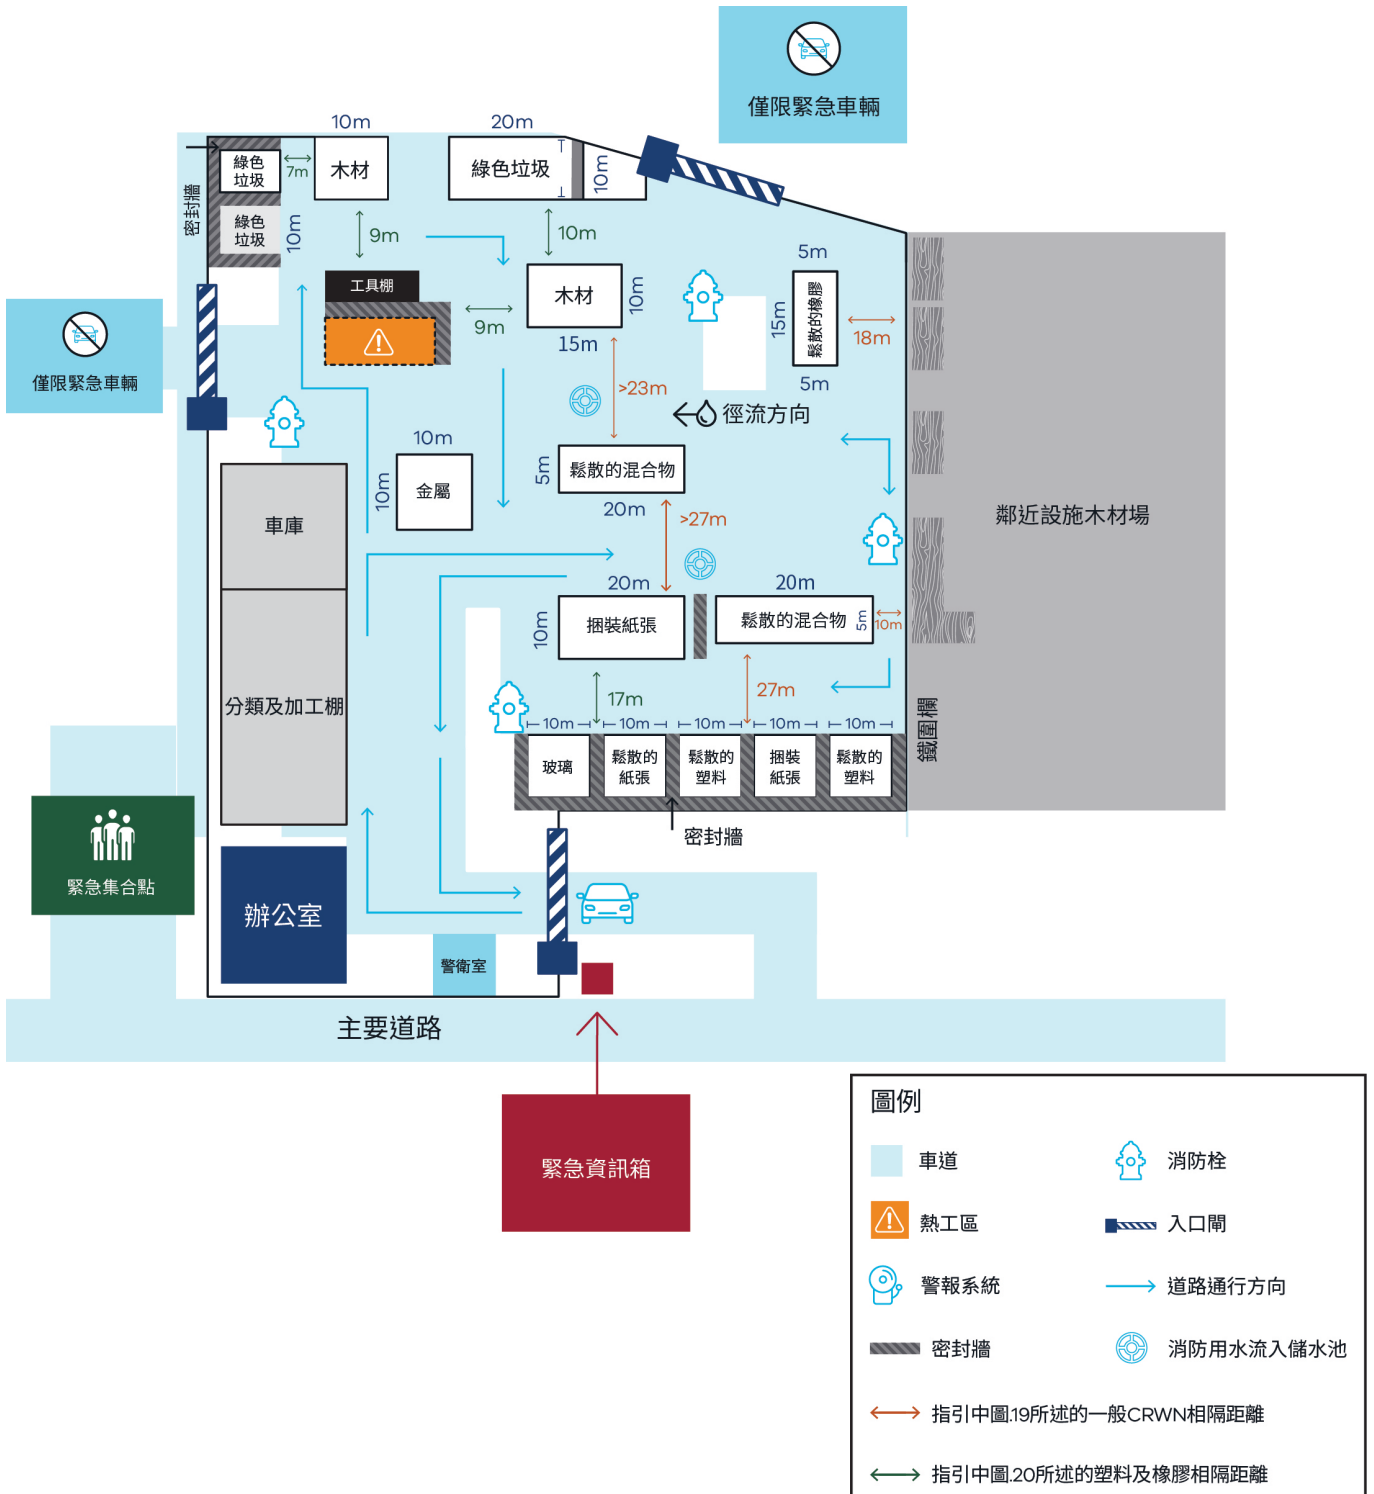 僅限緊急車輛
10m
20m
綠色
垃圾
7m
木材
綠色垃圾
10m
密封牆
綠色
垃圾
10m
9m
10m
5m
工具棚
木材
10m
鬆散的橡膠
15m
9m
15m
18m
5m
僅限緊急車輛
>23m
徑流方向
10m
金屬
10m
5m
鬆散的混合物
20m
>27m
車庫
鄰近設施木材場
20m
20m
10m
捆裝紙張
鬆散的混合物
5m
10m
分類及加工棚
17m
27m
鐵圍欄
10m
10m
10m
10m
10m
玻璃
鬆散的
紙張
鬆散的
塑料
捆裝
紙張
鬆散的
塑料
密封牆
緊急集合點
辦公室
警衛室
主要道路
緊急資訊箱
圖例
車道
消防栓
熱工區
入口閘
警報系統
道路通行方向
密封牆
消防用水流入儲水池
指引中圖.19所述的一般CRWN相隔距離
指引中圖.20所述的塑料及橡膠相隔距離